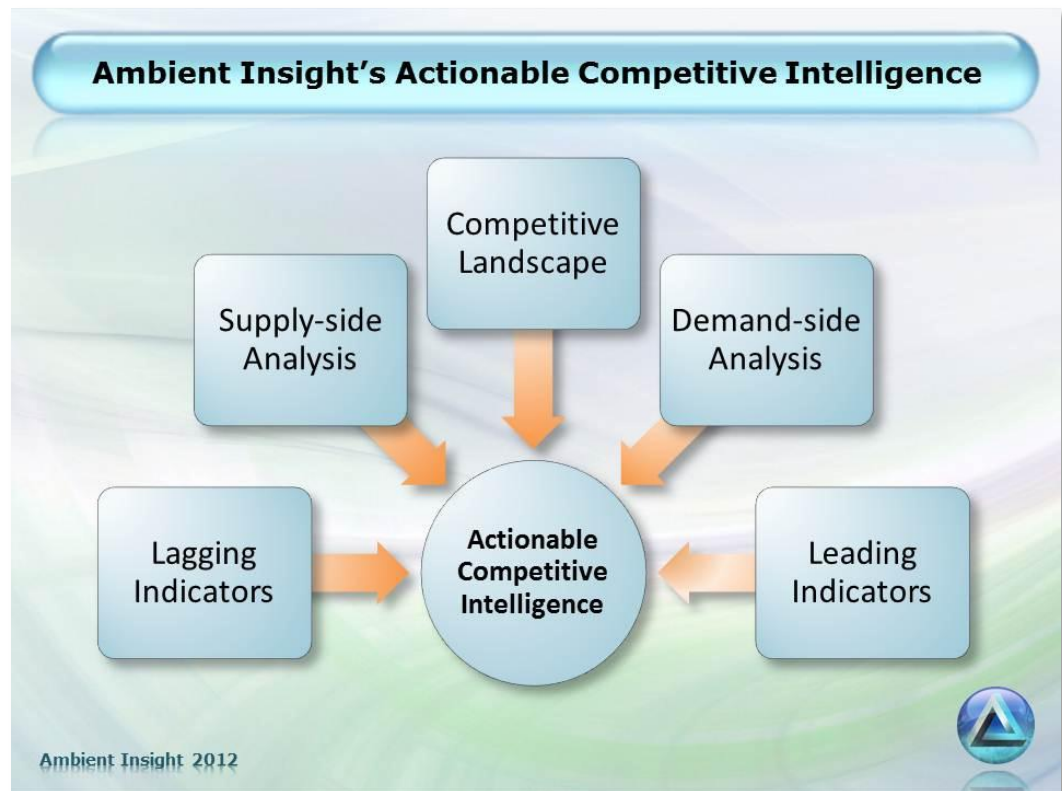 Ambient Insight's Actionable Competitive Intelligence
Competitive
Landscape
Supply-side
Analysis
Demand-side
Analysis
Lagging
Indicators
Actionable
Competitive
Intelligence
Leading
Indicators
Ambient Insight 2012